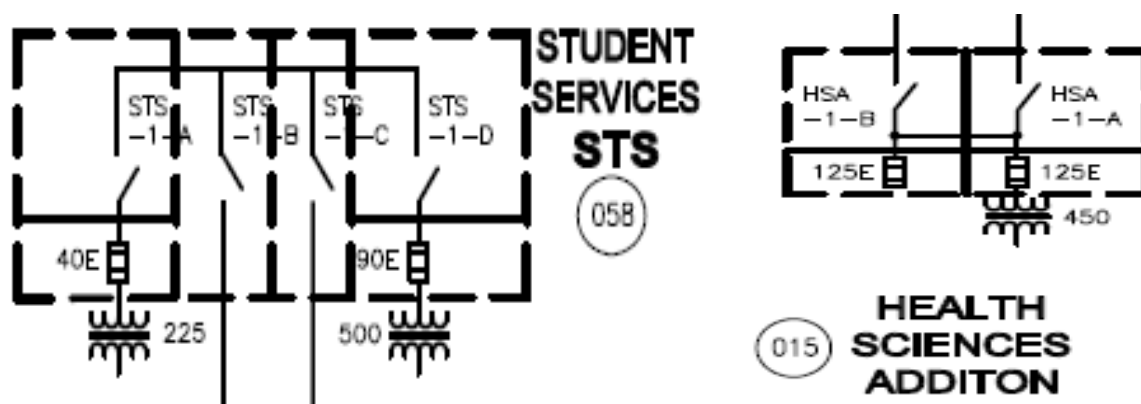 STUDENT
SERVICES
STS
058
STS
-1-A
STS
-1-B
STS
-1-C
STS
-1-D
40E
90E
225
500
HSA
-1-B
HSA
-1-A
125E
125E
450
015
HEALTH
SCIENCES
ADDITON